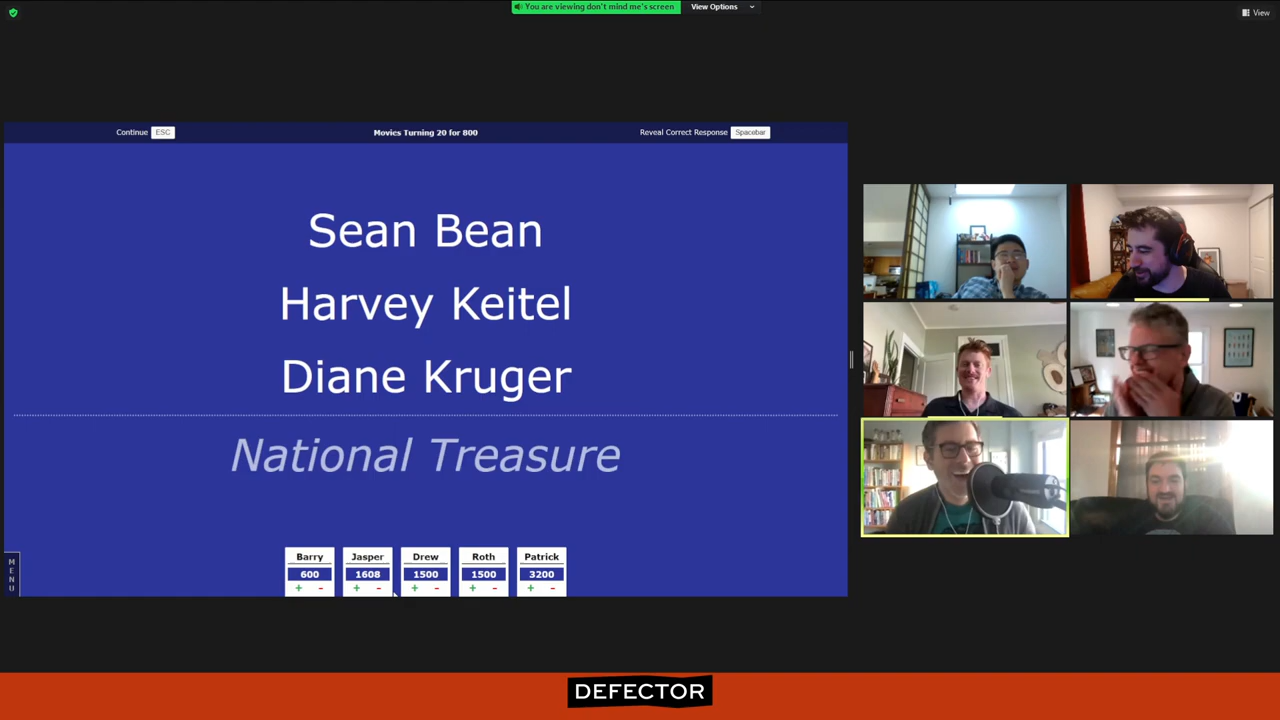 You are viewing don't mind me's screen
View Options
View
Continue ESC
Movies Turning 20 for 800
Reveal Correct Response Spacebar
Sean Bean
Harvey Keitel
Diane Kruger
National Treasure
MENU
Barry Jasper Drew Roth Patrick
600 1608 1500 1500 3200
+ - + - + - + - + -
DEFECTOR